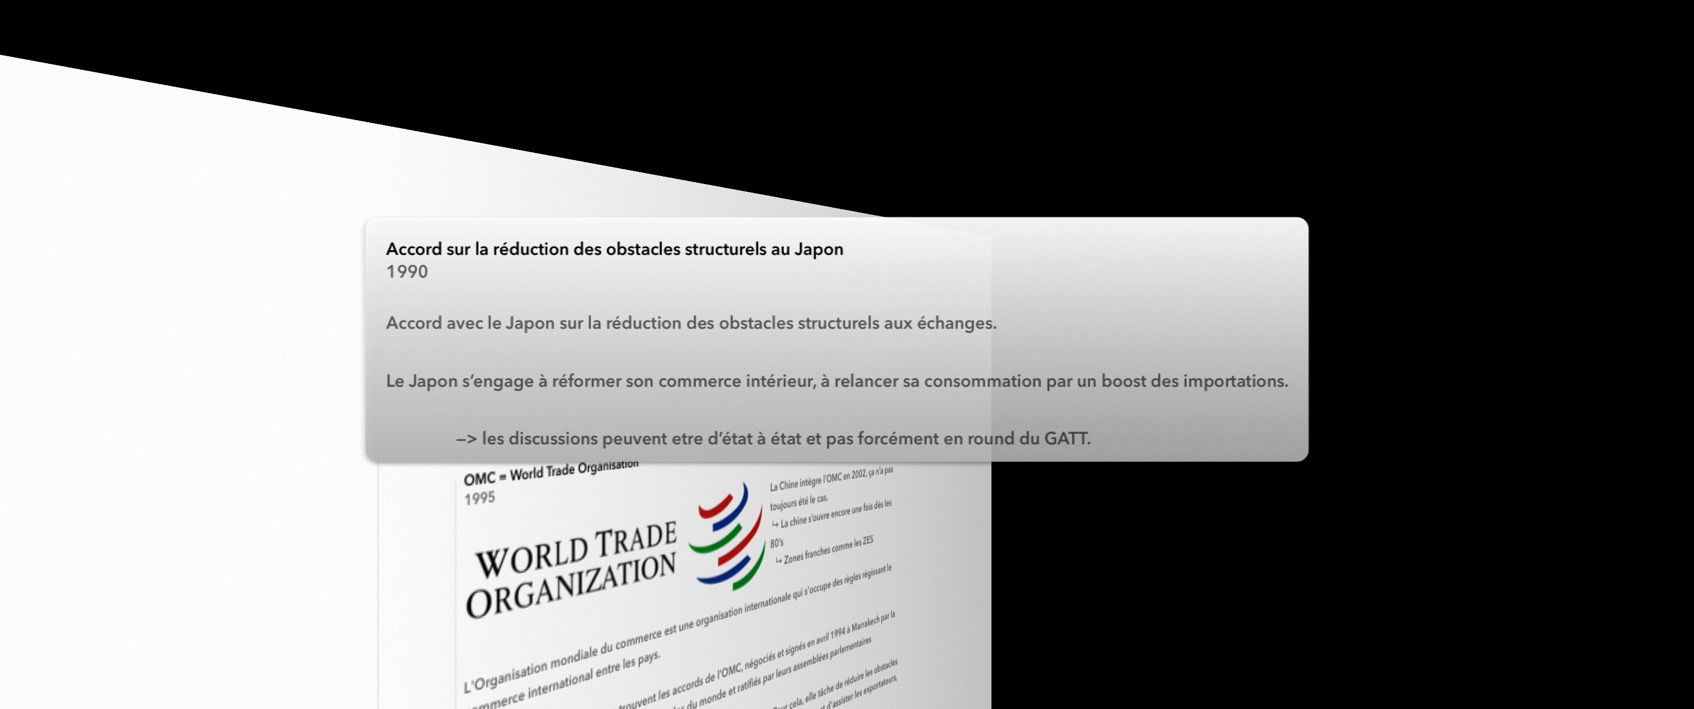 Accord sur la réduction des obstacles structurels au Japon
1990
Accord avec le Japon sur la réduction des obstacles structurels aux échanges.
Le Japon s’engage à réformer son commerce intérieur, à relancer sa consommation par un boost des importations.
—> les discussions peuvent etre d’état à état et pas forcément en round du GATT.
OMC = World Trade Organisation
1995
WORLD TRADE
ORGANIZATION
La Chine intègre l'OMC en 2002, ça n'a pas
toujours été le cas.
↳ La chine s'ouvre encore une fois dès les
80's
↳ Zones franches comme les ZES
L'Organisation mondiale du commerce est une organisation internationale qui s'occupe des règles régissant le
ommerce international entre les pays.
trouvent les accords de l'OMC, négociés et signés en avril 1994 à Marrakech par la
du monde et ratifiés par leurs assemblées parlementaires
cela, elle tâche de réduire les obstacles
d'assister les exportateurs,